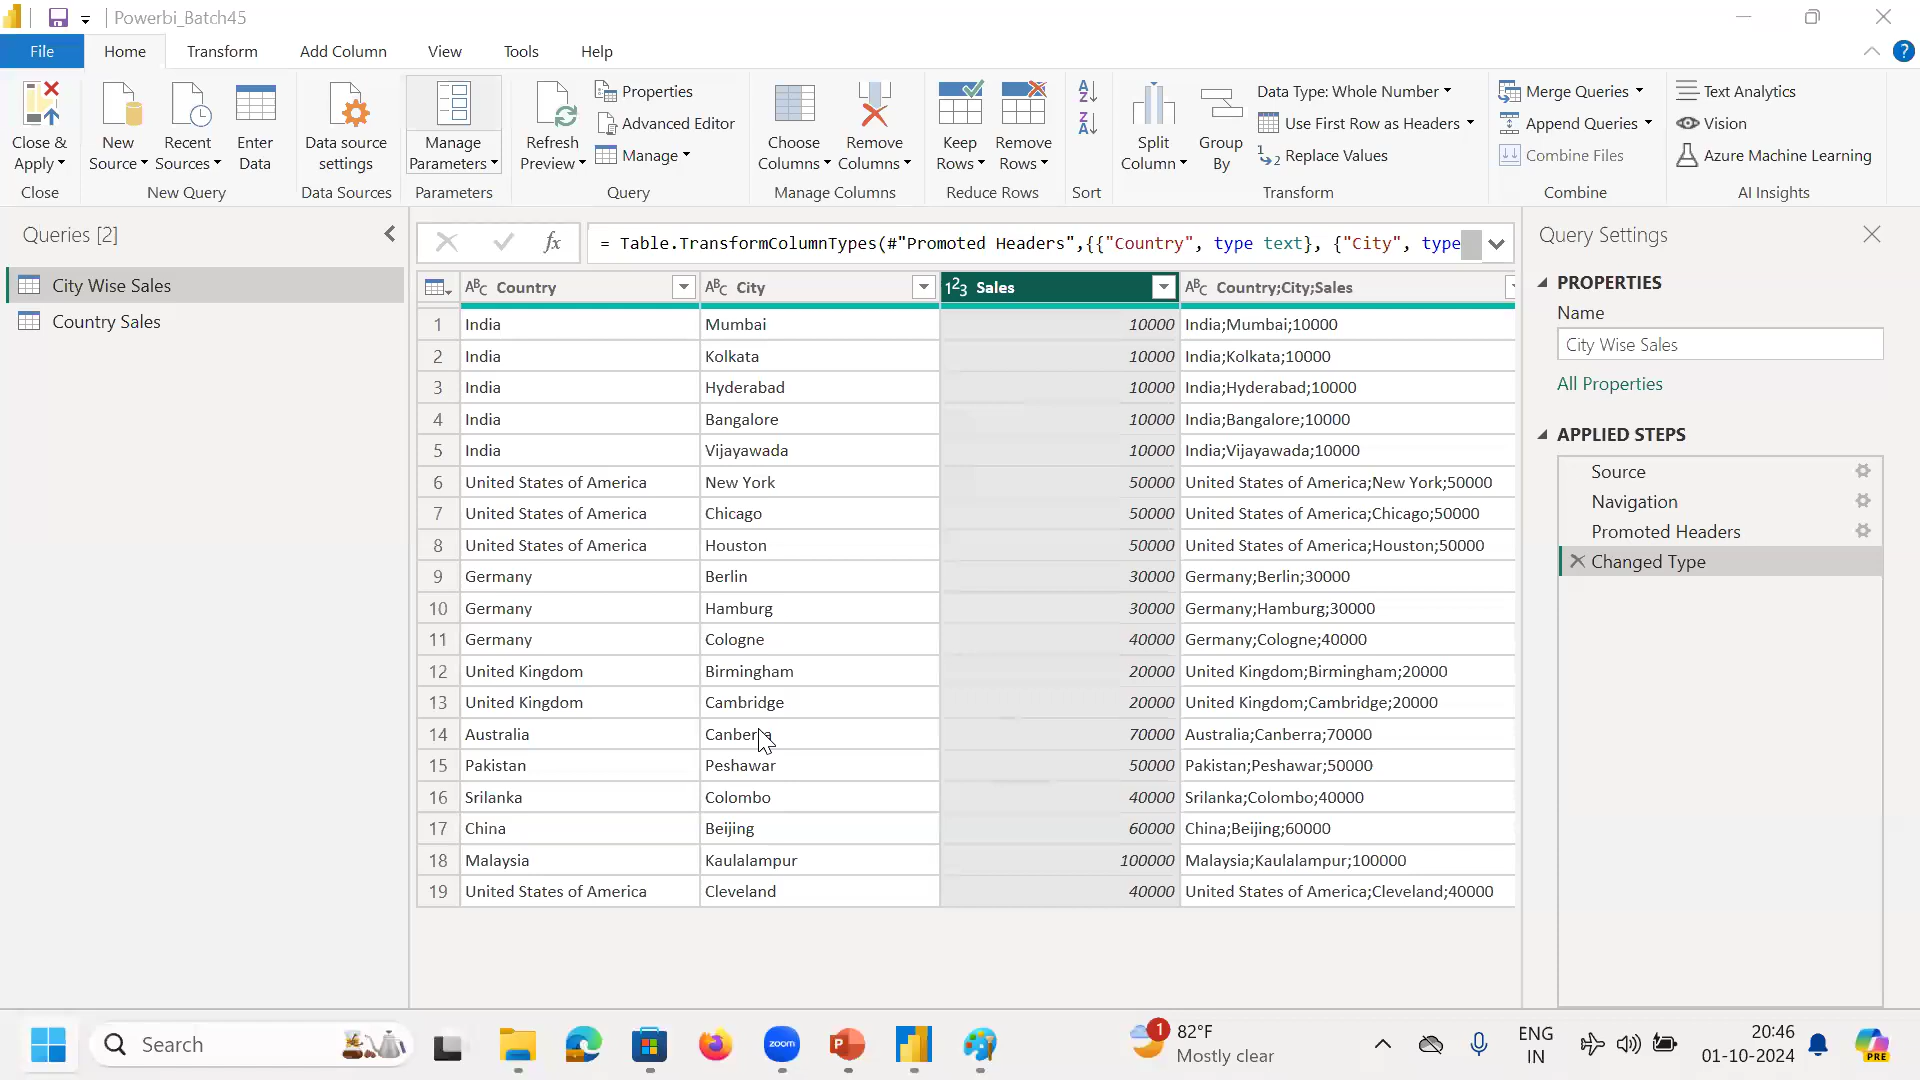 Powerbi_Batch45
File Home Transform Add Column View Tools Help
Close & Apply
Close
New Source
Recent Sources
Enter Data
New Query
Data source settings
Data Sources
Manage Parameters
Parameters
Refresh Preview
Properties
Advanced Editor
Manage
Query
Choose Columns
Remove Columns
Manage Columns
Keep Rows
Remove Rows
Reduce Rows
Sort
Split Column
Group By
Data Type: Whole Number
Use First Row as Headers
Replace Values
Transform
Merge Queries
Append Queries
Combine Files
Combine
Text Analytics
Vision
Azure Machine Learning
AI Insights
Queries [2]
City Wise Sales
Country Sales
fx = Table.TransformColumnTypes(#"Promoted Headers",{{"Country", type text}, {"City", type
ABC Country ABC City 123 Sales ABC Country;City;Sales
1 India Mumbai 10000 India;Mumbai;10000
2 India Kolkata 10000 India;Kolkata;10000
3 India Hyderabad 10000 India;Hyderabad;10000
4 India Bangalore 10000 India;Bangalore;10000
5 India Vijayawada 10000 India;Vijayawada;10000
6 United States of America New York 50000 United States of America;New York;50000
7 United States of America Chicago 50000 United States of America;Chicago;50000
8 United States of America Houston 50000 United States of America;Houston;50000
9 Germany Berlin 30000 Germany;Berlin;30000
10 Germany Hamburg 30000 Germany;Hamburg;30000
11 Germany Cologne 40000 Germany;Cologne;40000
12 United Kingdom Birmingham 20000 United Kingdom;Birmingham;20000
13 United Kingdom Cambridge 20000 United Kingdom;Cambridge;20000
14 Australia Canberra 70000 Australia;Canberra;70000
15 Pakistan Peshawar 50000 Pakistan;Peshawar;50000
16 Srilanka Colombo 40000 Srilanka;Colombo;40000
17 China Beijing 60000 China;Beijing;60000
18 Malaysia Kaulalampur 100000 Malaysia;Kaulalampur;100000
19 United States of America Cleveland 40000 United States of America;Cleveland;40000
Query Settings
PROPERTIES
Name
City Wise Sales
All Properties
APPLIED STEPS
Source
Navigation
Promoted Headers
Changed Type
Search
zoom
1
82°F
Mostly clear
ENG
IN
20:46
01-10-2024
PRE